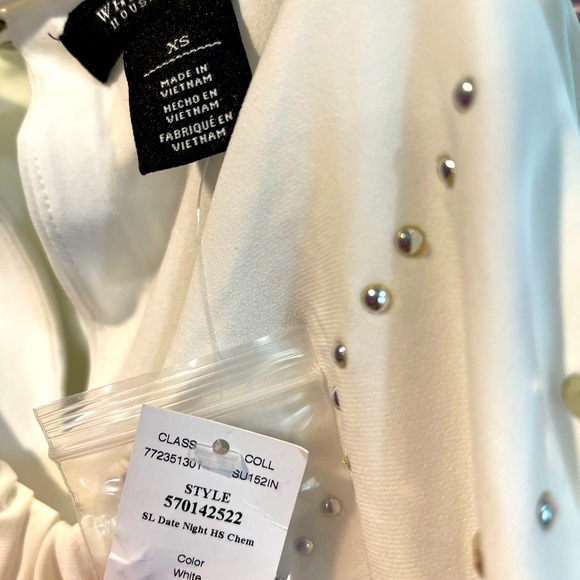 XS
MADE IN
VIETNAM
HECHO EN
VIETNAM
FABRIQUÉ EN
VIETNAM
CLASS COLL
772351301 SU152IN
STYLE
570142522
SL Date Night HS Chem
Color
White